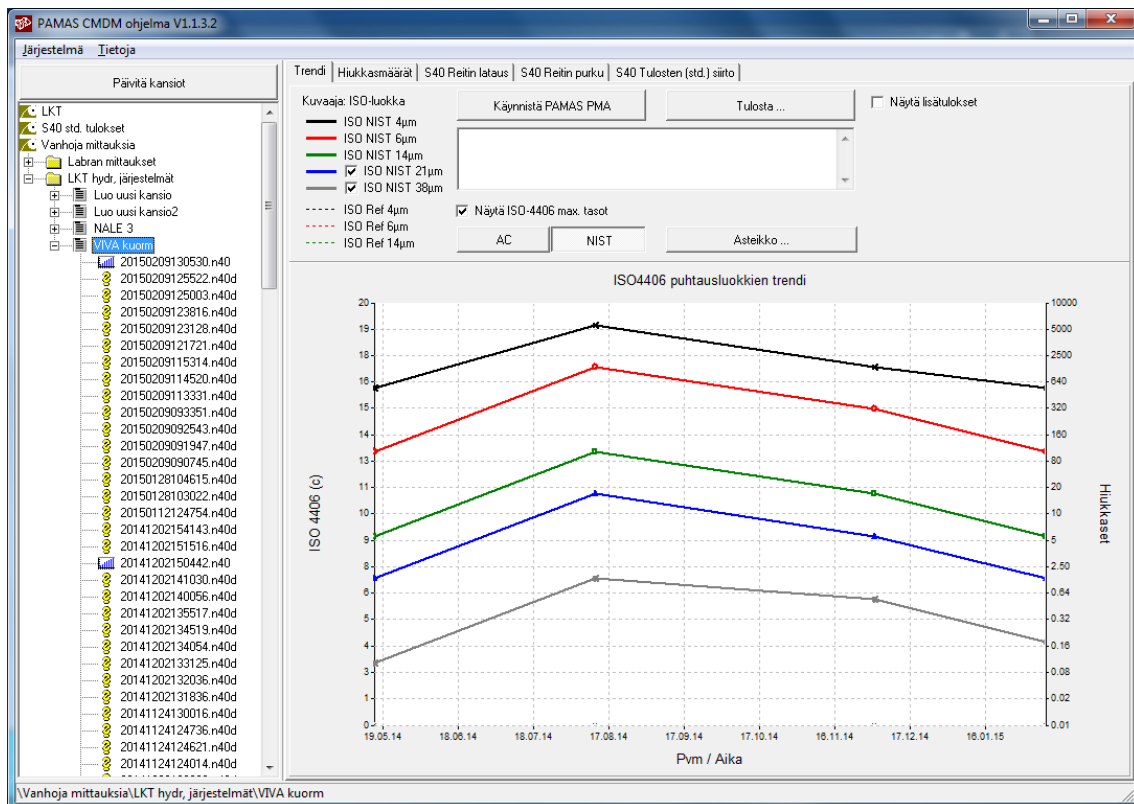 PAMAS CMDM ohjelma V1.1.3.2
Järjestelmä Tietoja
Päivitä kansiot
LKT
S40 std. tulokset
Vanhoja mittauksia
Labran mittaukset
LKT hydr, järjestelmät
Luo uusi kansio
Luo uusi kansio2
NALE 3
VIVA kuorm
20150209130530.n40
20150209125522.n40d
20150209125003.n40d
20150209123816.n40d
20150209123128.n40d
20150209121721.n40d
20150209115314.n40d
20150209114520.n40d
20150209113331.n40d
20150209093351.n40d
20150209092543.n40d
20150209091947.n40d
20150209090745.n40d
20150128104615.n40d
20150128103022.n40d
20150112124754.n40d
20141202154143.n40d
20141202151516.n40d
20141202150442.n40
20141202141030.n40d
20141202140056.n40d
20141202135517.n40d
20141202134519.n40d
20141202134054.n40d
20141202133125.n40d
20141202132036.n40d
20141202131836.n40d
20141124130016.n40d
20141124124736.n40d
20141124124621.n40d
20141124124014.n40d
Trendi Hiukkasmäärät S40 Reitin lataus S40 Reitin purku S40 Tulosten (std.) siirto
Kuvaaja: ISO-luokka
ISO NIST 4µm
ISO NIST 6µm
ISO NIST 14µm
ISO NIST 21µm
ISO NIST 38µm
ISO Ref 4µm
ISO Ref 6µm
ISO Ref 14µm
Käynnistä PAMAS PMA
Tulosta ...
Näytä lisätulokset
Näytä ISO-4406 max. tasot
AC
NIST
Asteikko ...
ISO4406 puhtausluokkien trendi
ISO 4406 (c)
20
19
18
16
15
14
13
11
10
9
8
6
5
4
3
1
0
10000
5000
2500
640
320
160
80
20
10
5
2.50
0.64
0.32
0.16
0.08
0.02
0.01
Hiukkaset
19.05.14 18.06.14 18.07.14 17.08.14 17.09.14 17.10.14 16.11.14 17.12.14 16.01.15
Pvm / Aika
\Vanhoja mittauksia\LKT hydr, järjestelmät\VIVA kuorm